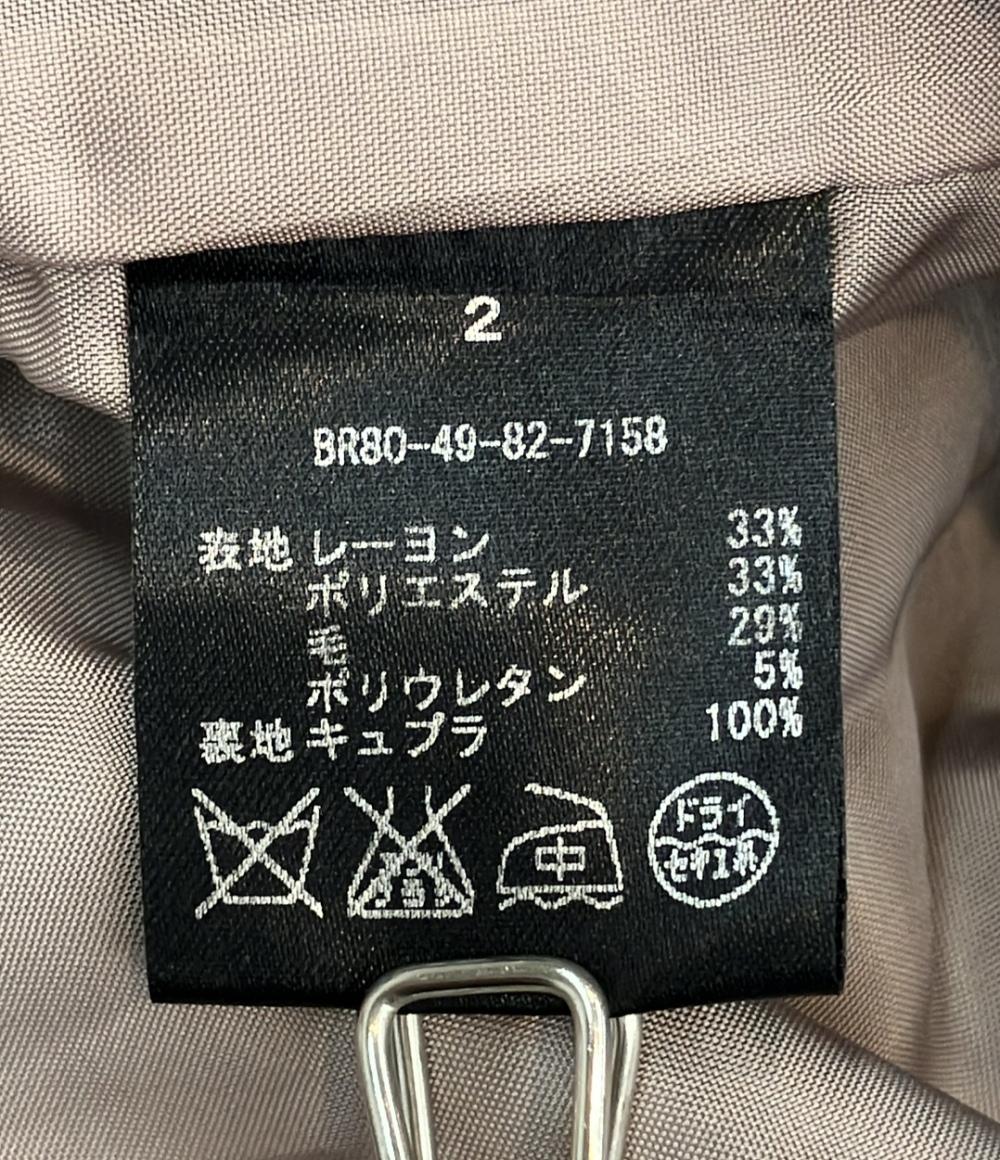 2
BR80-49-82-7158
表地 レーヨン 33%
ポリエステル 33%
毛 29%
ポリウレタン 5%
裏地 キュプラ 100%
中
ドライ
セキユ系